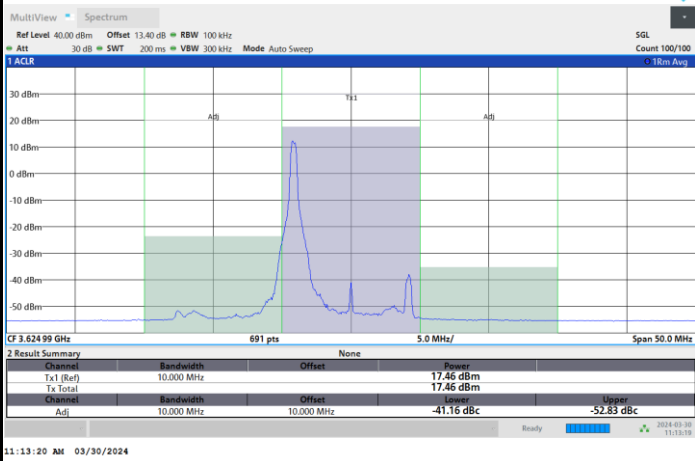 MultiView Spectrum
Ref Level 40.00 dBm Offset 13.40 dB RBW 100 kHz SGL
Att 30 dB SWT 200 ms VBW 300 kHz Mode Auto Sweep Count 100/100
1 ACLR 1Rm Avg
30 dBm
Tx1
20 dBm Adj Adj
10 dBm
0 dBm
-10 dBm
-20 dBm
-30 dBm
-40 dBm
-50 dBm
CF 3.624 99 GHz 691 pts 5.0 MHz/ Span 50.0 MHz
2 Result Summary None
Channel Bandwidth Offset Power
Tx1 (Ref) 10.000 MHz 17.46 dBm
Tx Total 17.46 dBm
Channel Bandwidth Offset Lower Upper
Adj 10.000 MHz 10.000 MHz -41.16 dBc -52.83 dBc
Ready 2024-03-30
11:13:19
11:13:20 AM 03/30/2024